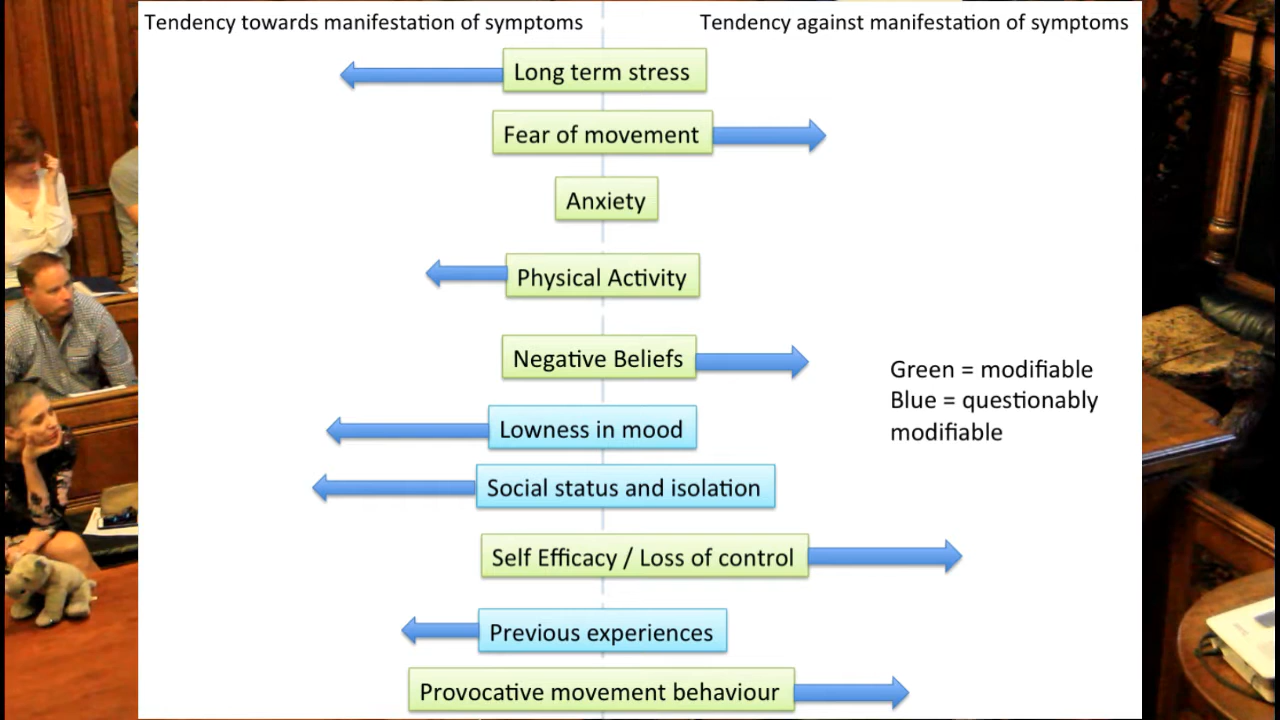 Tendency towards manifestation of symptoms
Tendency against manifestation of symptoms
Long term stress
Fear of movement
Anxiety
Physical Activity
Negative Beliefs
Green = modifiable
Blue = questionably
modifiable
Lowness in mood
Social status and isolation
Self Efficacy / Loss of control
Previous experiences
Provocative movement behaviour